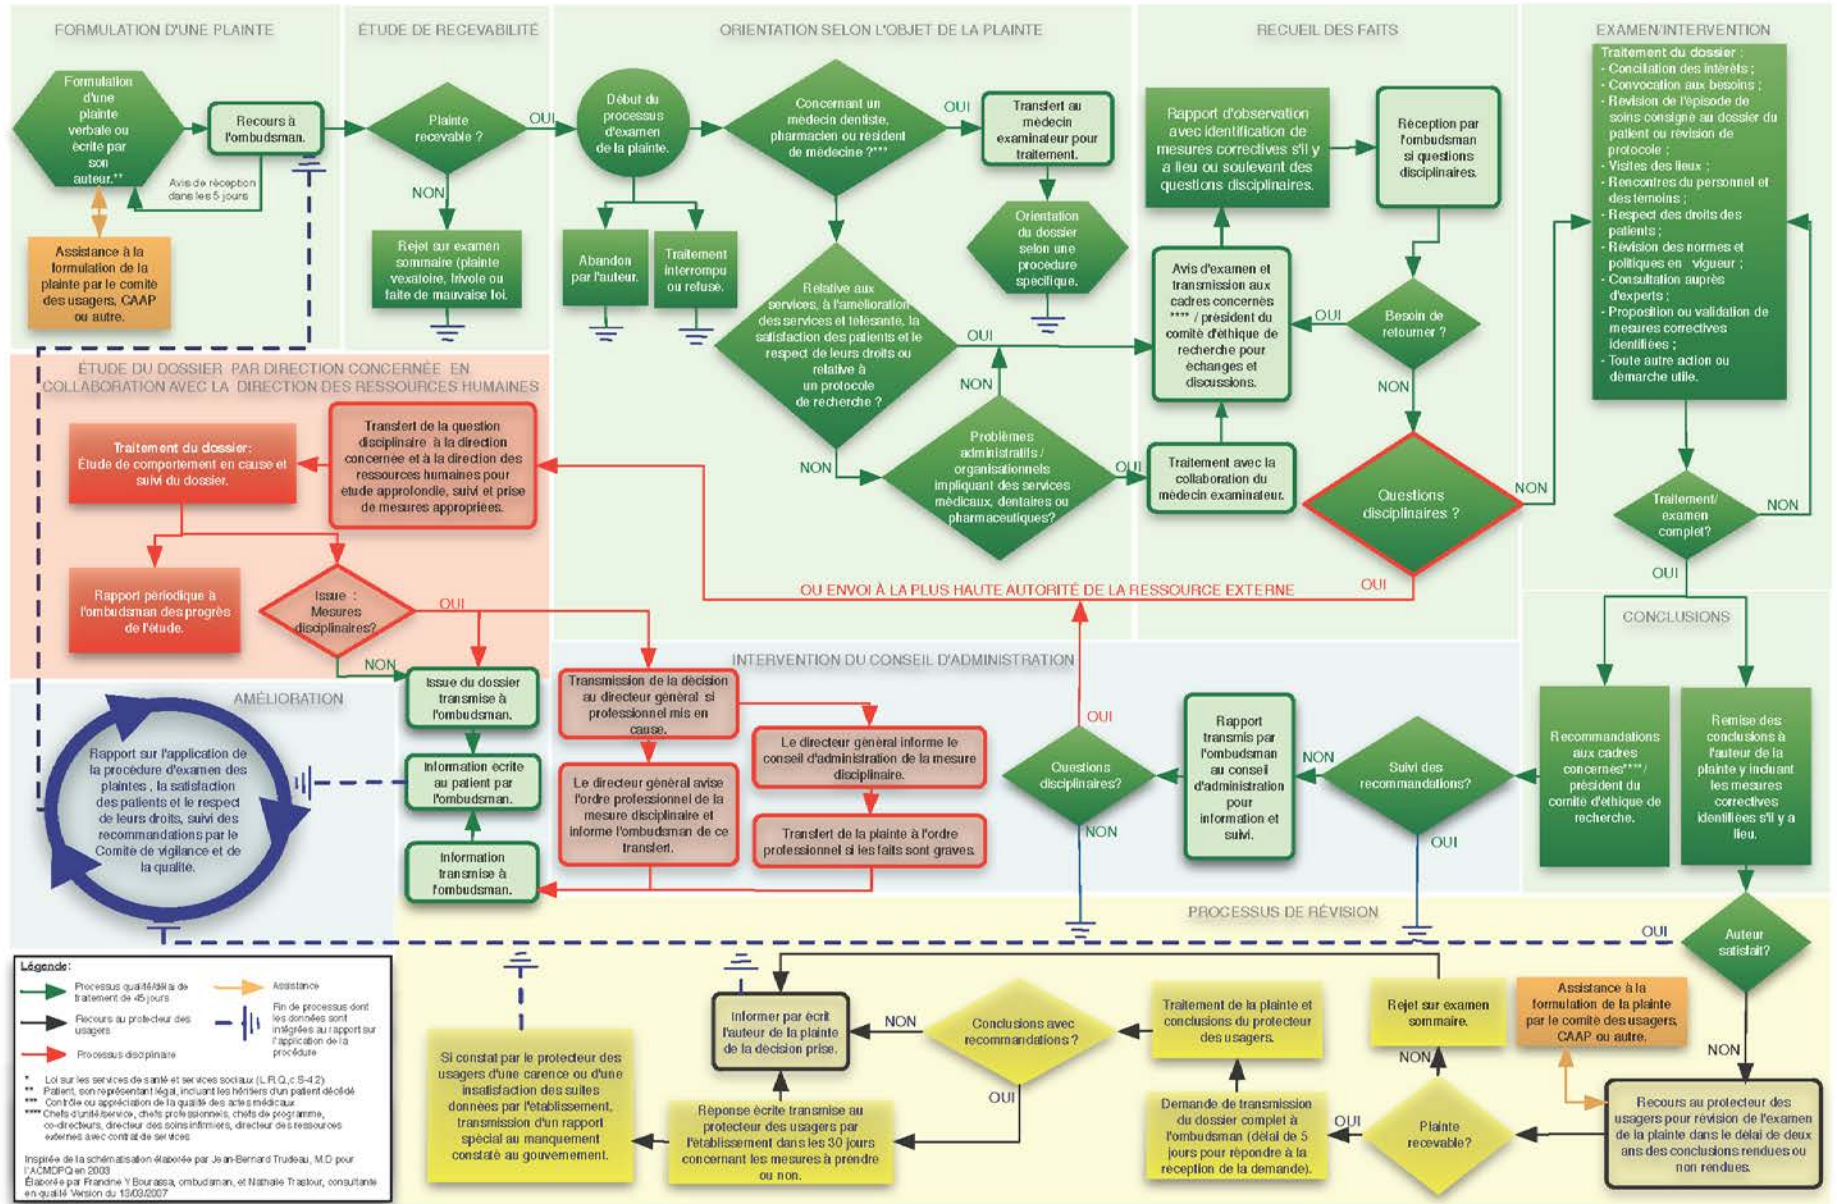 FORMULATION D'UNE PLAINTE
Formulation
d'une
plainte
verbale ou
écrite par
son
auteur.**
Recours à
l'ombudsman.
Avis de réception
dans les 5 jours
Assistance à la
formulation de la
plainte par le comité
des usagers, CAAP
ou autre.
ÉTUDE DE RECEVABILITÉ
Plainte
recevable ?
OUI
NON
Rejet sur examen
sommaire (plainte
vexatoire, frivole ou
faite de mauvaise foi.
ORIENTATION SELON L'OBJET DE LA PLAINTE
Début du
processus
d'examen
de la plainte.
Abandon
par l'auteur.
Traitement
interrompu
ou refusé.
Concernant un
médecin dentiste,
pharmacien ou résident
de médecine ?***
OUI
Transfert au
médecin
examinateur pour
traitement.
Orientation
du dossier
selon une
procédure
spécifique.
Relative aux
services, à l'amélioration
des services et télésanté, la
satisfaction des patients et le
respect de leurs droits ou
relative à
un protocole
de recherche ?
OUI
NON
NON
Problèmes
administratifs /
organisationnels
impliquant des services
médicaux, dentaires ou
pharmaceutiques?
OUI
RECUEIL DES FAITS
Rapport d'observation
avec identification de
mesures correctives s'il y
a lieu ou soulevant des
questions disciplinaires.
Réception par
l'ombudsman
si questions
disciplinaires.
Avis d'examen et
transmission aux
cadres concernés
**** / président du
comité d'éthique de
recherche pour
échanges et
discussions.
OUI
Besoin de
retourner ?
NON
Traitement avec la
collaboration du
médecin examinateur.
Questions
disciplinaires ?
NON
OUI
OU ENVOI À LA PLUS HAUTE AUTORITÉ DE LA RESSOURCE EXTERNE
EXAMEN/INTERVENTION
Traitement du dossier :
- Conciliation des intérêts ;
- Convocation aux besoins ;
- Révision de l'épisode de
soins consigné au dossier du
patient ou révision de
protocole ;
- Visites des lieux ;
- Rencontres du personnel et
des témoins ;
- Respect des droits des
patients ;
- Révision des normes et
politiques en vigueur ;
- Consultation auprès
d'experts ;
- Proposition ou validation de
mesures correctives
identifiées ;
- Toute autre action ou
démarche utile.
Traitement/
examen
complet?
NON
OUI
ÉTUDE DU DOSSIER PAR DIRECTION CONCERNÉE EN
COLLABORATION AVEC LA DIRECTION DES RESSOURCES HUMAINES
Traitement du dossier:
Étude de comportement en cause et
suivi du dossier.
Transfert de la question
disciplinaire à la direction
concernée et à la direction des
ressources humaines pour
étude approfondie, suivi et prise
de mesures appropriées.
Rapport périodique à
l'ombudsman des progrès
de l'étude.
Issue :
Mesures
disciplinaires?
OUI
NON
CONCLUSIONS
Recommandations
aux cadres
concernés**** /
président du
comité d'éthique de
recherche.
Remise des
conclusions à
l'auteur de la
plainte y incluant
les mesures
correctives
identifiées s'il y a
lieu.
INTERVENTION DU CONSEIL D'ADMINISTRATION
Issue du dossier
transmise à
l'ombudsman.
Information écrite
au patient par
l'ombudsman.
Information
transmise à
l'ombudsman.
Transmission de la décision
au directeur général si
professionnel mis en
cause.
Le directeur général avise
l'ordre professionnel de la
mesure disciplinaire et
informe l'ombudsman de ce
transfert.
Le directeur général informe le
conseil d'administration de la mesure
disciplinaire.
Transfert de la plainte à l'ordre
professionnel si les faits sont graves.
OUI
Questions
disciplinaires?
NON
Rapport
transmis par
l'ombudsman
au conseil
d'administration
pour
information et
suivi.
NON
Suivi des
recommandations?
OUI
AMÉLIORATION
Rapport sur l'application de
la procédure d'examen des
plaintes , la satisfaction
des patients et le respect
de leurs droits, suivi des
recommandations par le
Comité de vigilance et de
la qualité.
PROCESSUS DE RÉVISION
OUI
Auteur
satisfait?
NON
Assistance à la
formulation de la plainte
par le comité des usagers,
CAAP ou autre.
Recours au protecteur des
usagers pour révision de l'examen
de la plainte dans le délai de deux
ans des conclusions rendues ou
non rendues.
Rejet sur examen
sommaire.
NON
Plainte
recevable?
OUI
Traitement de la plainte et
conclusions du protecteur
des usagers.
Demande de transmission
du dossier complet à
l'ombudsman (délai de 5
jours pour répondre à la
réception de la demande).
Conclusions avec
recommandations ?
NON
OUI
Informer par écrit
l'auteur de la plainte
de la décision prise.
Réponse écrite transmise au
protecteur des usagers par
l'établissement dans les 30 jours
concernant les mesures à prendre
ou non.
Si constat par le protecteur des
usagers d'une carence ou d'une
insatisfaction des suites
données par l'établissement,
transmission d'un rapport
spécial au manquement
constaté au gouvernement.
Légende:
Processus qualité/délai de
traitement de 45 jours
Recours au protecteur des
usagers
Processus disciplinaire
Assistance
Fin de processus dont
les données sont
intégrées au rapport sur
l'application de la
procédure
* Loi sur les services de santé et services sociaux (L.R.Q.,c.S-4.2)
** Patient, son représentant légal, incluant les héritiers d'un patient décédé
*** Contrôle ou appréciation de la qualité des actes médicaux
**** Chefs d'unité/service, chefs professionnels, chefs de programme,
co-directeurs, directeur des soins infirmiers, directeur des ressources
externes avec contrat de services
Inspirée de la schématisation élaborée par Jean-Bernard Trudeau, M.D pour
l'ACMDPQ en 2003
Élaborée par Francine Y Bourassa, ombudsman, et Nathalie Trasfour, consultante
en qualité Version du 13/03/2007